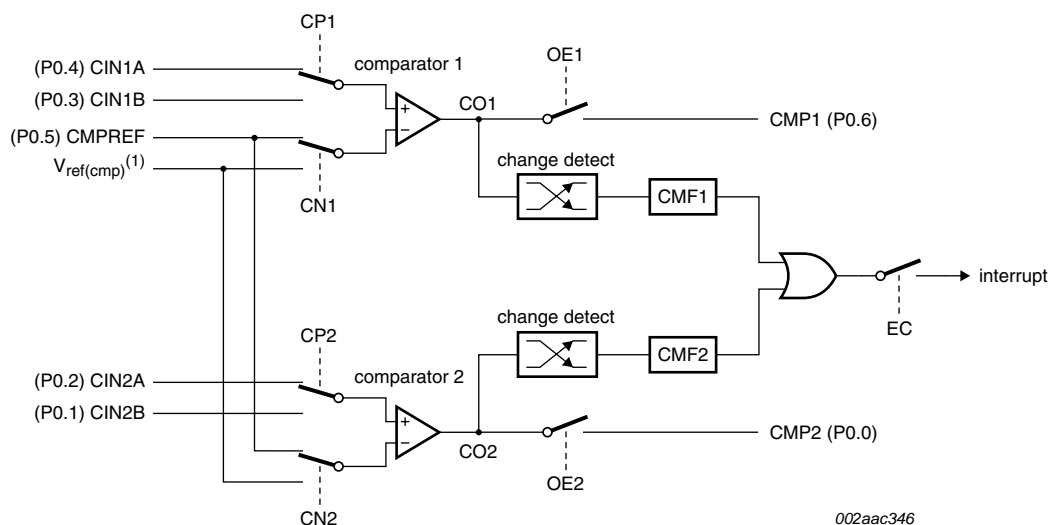 CP1
(P0.4) CIN1A
comparator 1
OE1
(P0.3) CIN1B
+
CO1
(P0.5) CMPREF
−
CMP1 (P0.6)
Vref(cmp)(1)
change detect
CN1
CMF1
interrupt
EC
CP2
change detect
CMF2
(P0.2) CIN2A
comparator 2
(P0.1) CIN2B
+
−
CO2
CMP2 (P0.0)
OE2
CN2
002aac346